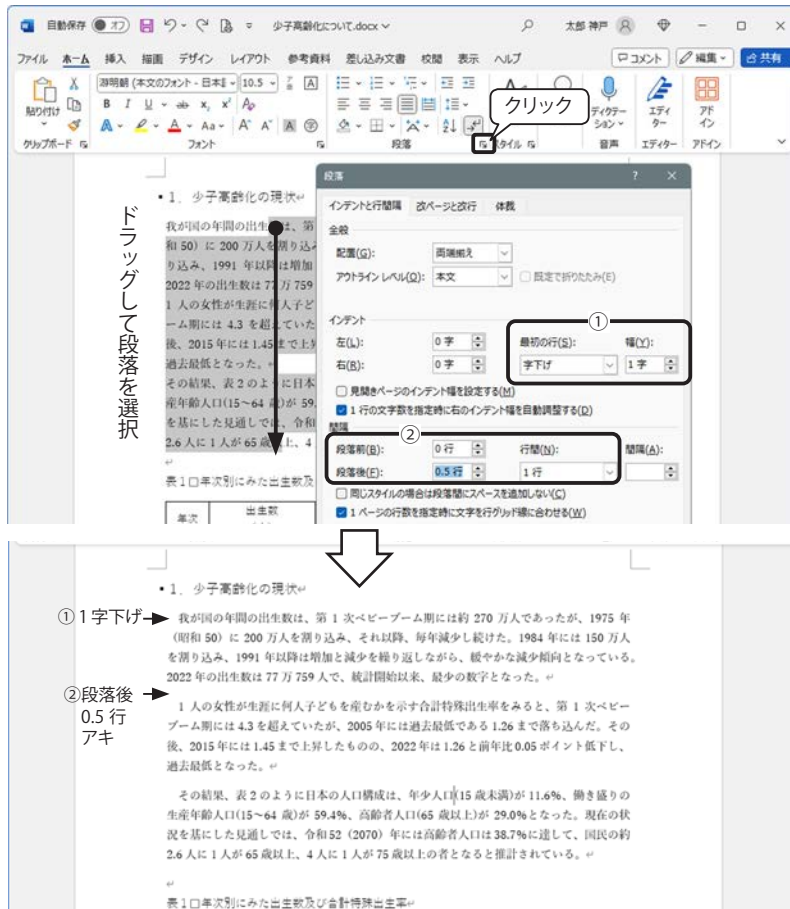 自動保存 オフ 少子高齢化について.docx 太郎 神戸
ファイル ホーム 挿入 描画 デザイン レイアウト 参考資料 差し込み文書 校閲 表示 ヘルプ コメント 編集 共有
游明朝 (本文のフォント - 日本 10.5 A
貼り付け B I U ab x₂ x² A
A A Aa A A A 字
クリック
ディクテーション エディター アドイン
クリップボード フォント 段落 スタイル 音声 エディター アドイン
ドラッグして段落を選択
・1. 少子高齢化の現状↵
我が国の年間の出生 は、第
和 50）に 200 万人を割り込み
り込み、1991 年以降は増加
2022 年の出生数は 77 万 759
1 人の女性が生涯に何人子ど
ーム期には 4.3 を超えていた
後、2015 年には 1.45 まで上
過去最低となった。↵
その結果、表 2 のように日本
産年齢人口(15～64 歳)が 59.
を基にした見通しでは、令和
2.6 人に 1 人が 65 歳以上、4
↵
表1□年次別にみた出生数及
年次 出生数
段落 ? ×
インデントと行間隔 改ページと改行 体裁
全般
配置(G): 両端揃え
アウトライン レベル(O): 本文 既定で折りたたみ(E)
インデント
①
左(L): 0 字 最初の行(S): 幅(Y):
右(R): 0 字 字下げ 1 字
見開きページのインデント幅を設定する(M)
1 行の文字数を指定時に右のインデント幅を自動調整する(D)
間隔
②
段落前(B): 0 行 行間(N): 間隔(A):
段落後(F): 0.5 行 1 行
同じスタイルの場合は段落間にスペースを追加しない(C)
1 ページの行数を指定時に文字を行グリッド線に合わせる(W)
・1. 少子高齢化の現状↵
①1字下げ
我が国の年間の出生数は、第 1 次ベビーブーム期には約 270 万人であったが、1975 年
（昭和 50）に 200 万人を割り込み、それ以降、毎年減少し続けた。1984 年には 150 万人
を割り込み、1991 年以降は増加と減少を繰り返しながら、緩やかな減少傾向となっている。
2022 年の出生数は 77 万 759 人で、統計開始以来、最少の数字となった。↵
②段落後
0.5 行
アキ
1 人の女性が生涯に何人子どもを産むかを示す合計特殊出生率をみると、第 1 次ベビー
ブーム期には 4.3 を超えていたが、2005 年には過去最低である 1.26 まで落ち込んだ。その
後、2015 年には 1.45 まで上昇したものの、2022 年は 1.26 と前年比 0.05 ポイント低下し、
過去最低となった。↵
その結果、表 2 のように日本の人口構成は、年少人口(15 歳未満)が 11.6%、働き盛りの
生産年齢人口(15～64 歳)が 59.4%、高齢者人口(65 歳以上)が 29.0%となった。現在の状
況を基にした見通しでは、令和 52（2070）年には高齢者人口は 38.7%に達して、国民の約
2.6 人に 1 人が 65 歳以上、4 人に 1 人が 75 歳以上の者となると推計されている。↵
↵
表1□年次別にみた出生数及び合計特殊出生率↵